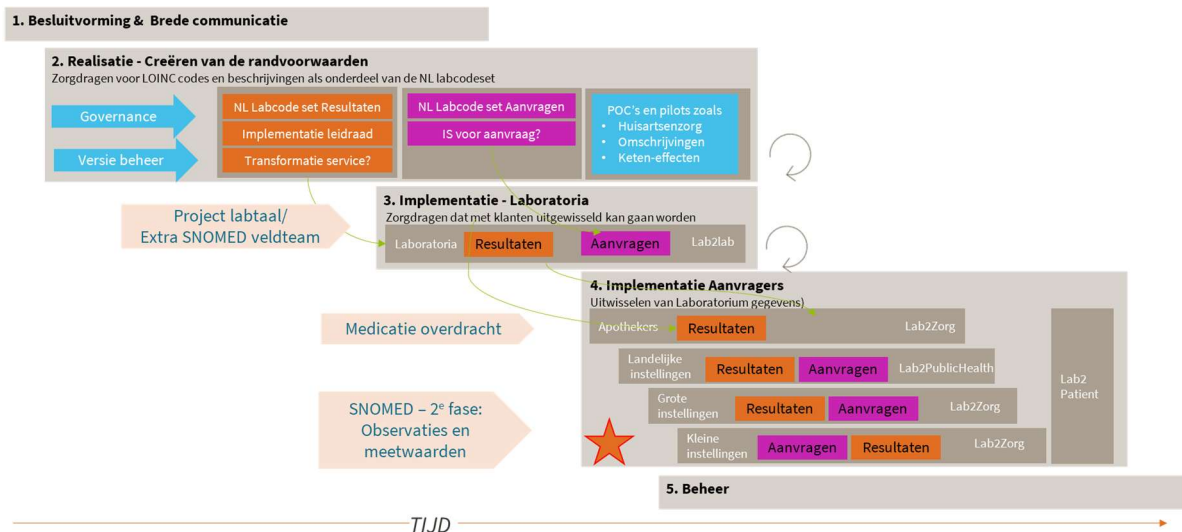 1. Besluitvorming & Brede communicatie
2. Realisatie - Creëren van de randvoorwaarden
Zorgdragen voor LOINC codes en beschrijvingen als onderdeel van de NL labcodeset
Governance
Versie beheer
NL Labcode set Resultaten
Implementatie leidraad
Transformatie service?
NL Labcode set Aanvragen
IS voor aanvraag?
POC's en pilots zoals
• Huisartsenzorg
• Omschrijvingen
• Keten-effecten
Project labtaal/
Extra SNOMED veldteam
3. Implementatie - Laboratoria
Zorgdragen dat met klanten uitgewisseld kan gaan worden
Laboratoria
Resultaten
Aanvragen
Lab2lab
4. Implementatie Aanvragers
Uitwisselen van Laboratorium gegevens)
Medicatie overdracht
Apothekers
Resultaten
Lab2Zorg
Landelijke
instellingen
Resultaten
Aanvragen
Lab2PublicHealth
Grote
instellingen
Resultaten
Aanvragen
Lab2Zorg
Kleine
instellingen
Aanvragen
Resultaten
Lab2Zorg
Lab2
Patient
SNOMED – 2e fase:
Observaties en
meetwaarden
5. Beheer
TIJD